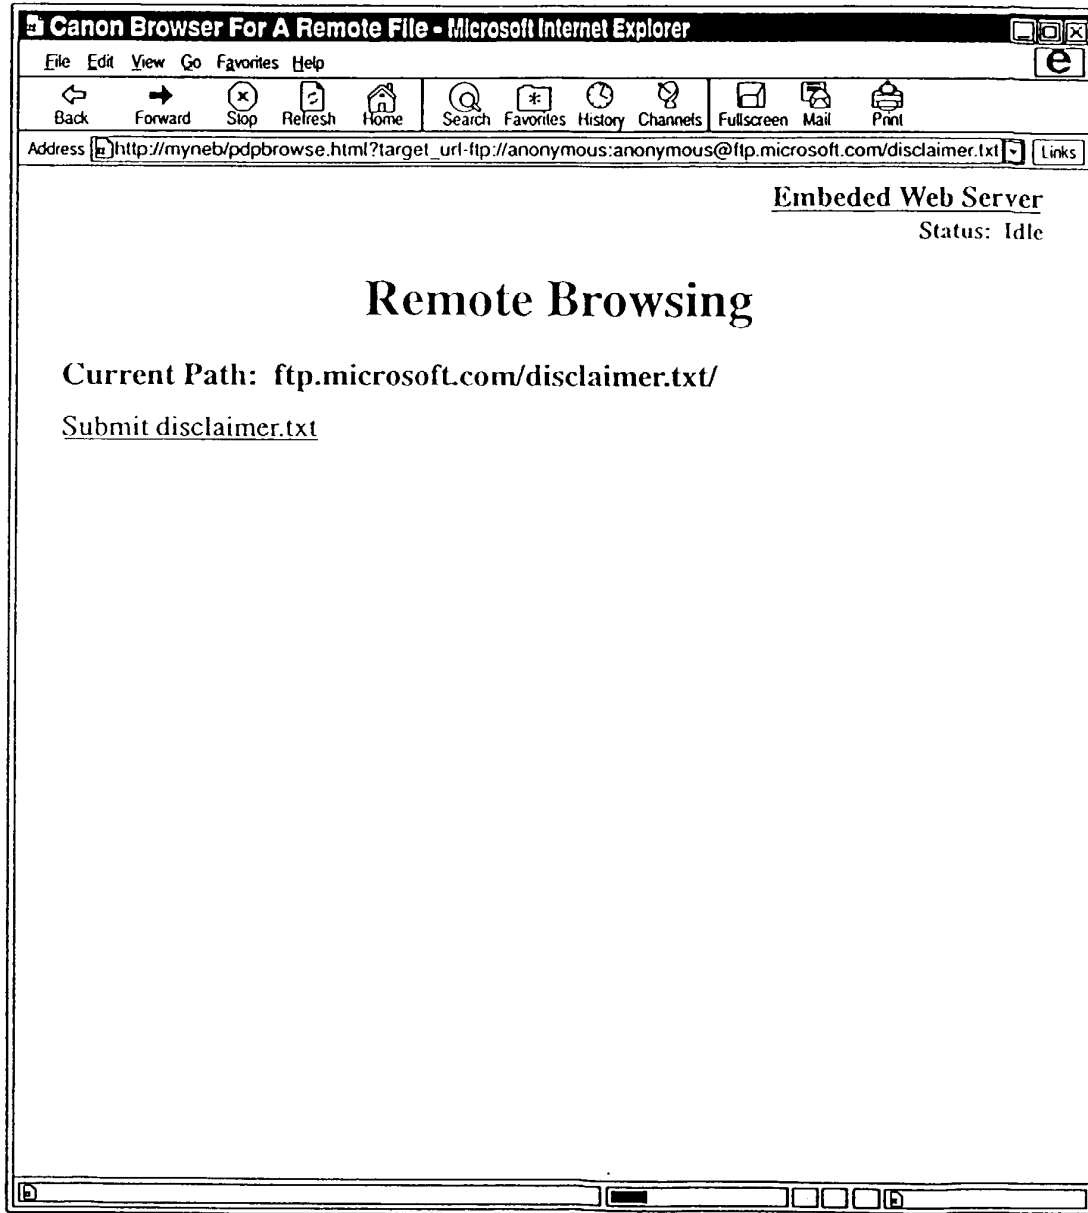 Canon Browser For A Remote File - Microsoft Internet Explorer
File Edit View Go Favorites Help
e
Back Forward Stop Refresh Home Search Favorites History Channels Fullscreen Mail Print
Address http://myneb/pdpbrowse.html?target_url-ftp://anonymous:anonymous@ftp.microsoft.com/disclaimer.txt Links
Embeded Web Server
Status: Idle
Remote Browsing
Current Path: ftp.microsoft.com/disclaimer.txt/
Submit disclaimer.txt